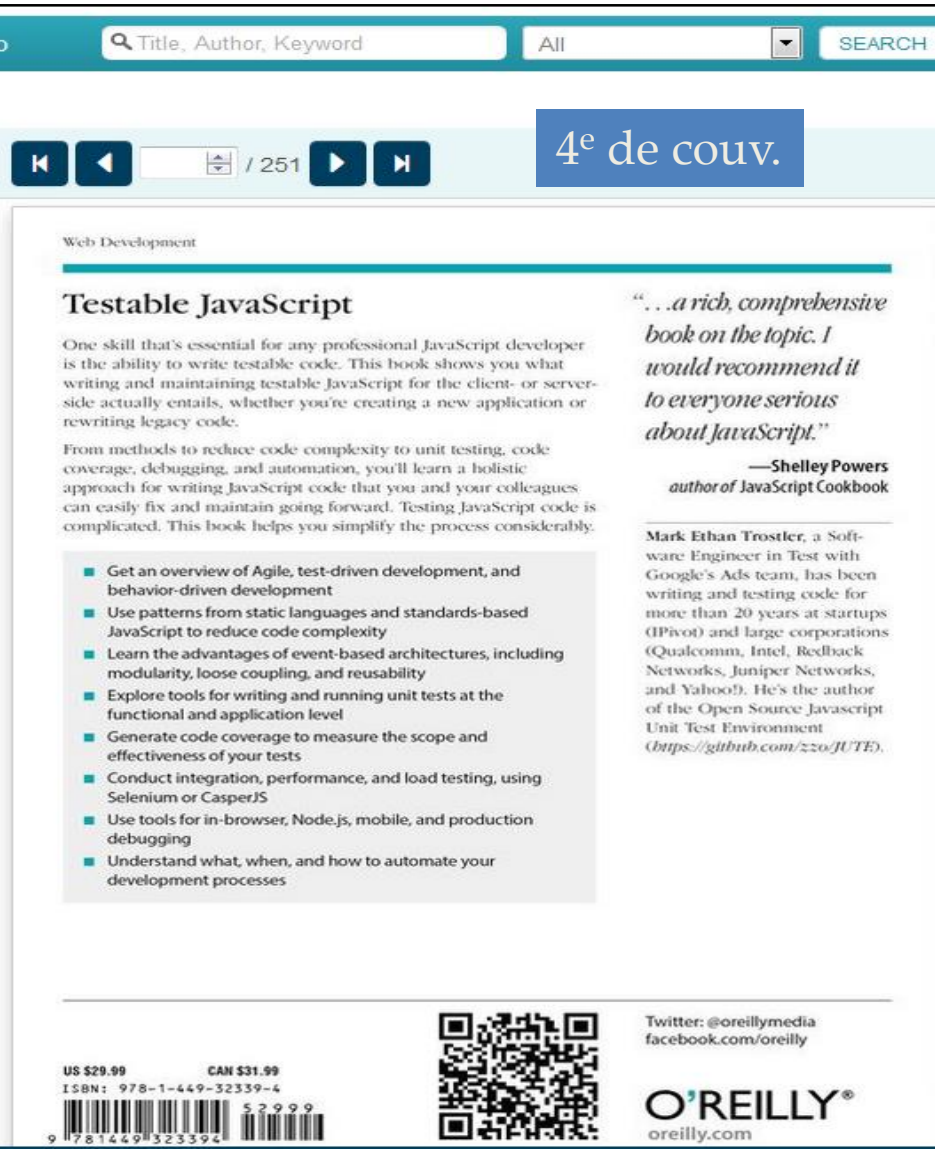 o
Title, Author, Keyword
All
SEARCH
/ 251
4e de couv.
Web Development
Testable JavaScript
One skill that's essential for any professional JavaScript developer
is the ability to write testable code. This book shows you what
writing and maintaining testable JavaScript for the client- or server-
side actually entails, whether you're creating a new application or
rewriting legacy code.
From methods to reduce code complexity to unit testing, code
coverage, debugging, and automation, you'll learn a holistic
approach for writing JavaScript code that you and your colleagues
can easily fix and maintain going forward. Testing JavaScript code is
complicated. This book helps you simplify the process considerably.
Get an overview of Agile, test-driven development, and
behavior-driven development
Use patterns from static languages and standards-based
JavaScript to reduce code complexity
Learn the advantages of event-based architectures, including
modularity, loose coupling, and reusability
Explore tools for writing and running unit tests at the
functional and application level
Generate code coverage to measure the scope and
effectiveness of your tests
Conduct integration, performance, and load testing, using
Selenium or CasperJS
Use tools for in-browser, Node.js, mobile, and production
debugging
Understand what, when, and how to automate your
development processes
“. . .a rich, comprehensive
book on the topic. I
would recommend it
to everyone serious
about JavaScript.”
—Shelley Powers
author of JavaScript Cookbook
Mark Ethan Trostler, a Soft-
ware Engineer in Test with
Google's Ads team, has been
writing and testing code for
more than 20 years at startups
(IPivot) and large corporations
(Qualcomm, Intel, Redback
Networks, Juniper Networks,
and Yahoo!). He's the author
of the Open Source Javascript
Unit Test Environment
(https://github.com/zzo/JUTE).
US $29.99 CAN $31.99
ISBN: 978-1-449-32339-4
52999
9 781449 323394
Twitter: @oreillymedia
facebook.com/oreilly
O'REILLY®
oreilly.com